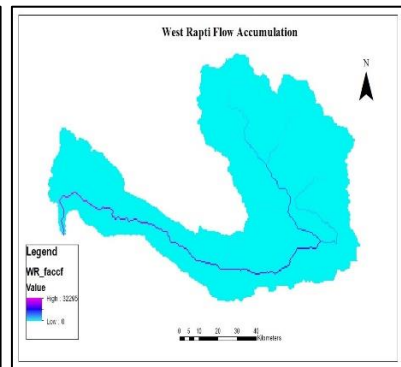 West Rapti Flow Accumulation
N
Legend
WR_faccf
Value
High : 32265
Low : 0
0 5 10 20 30 40
Kilometers